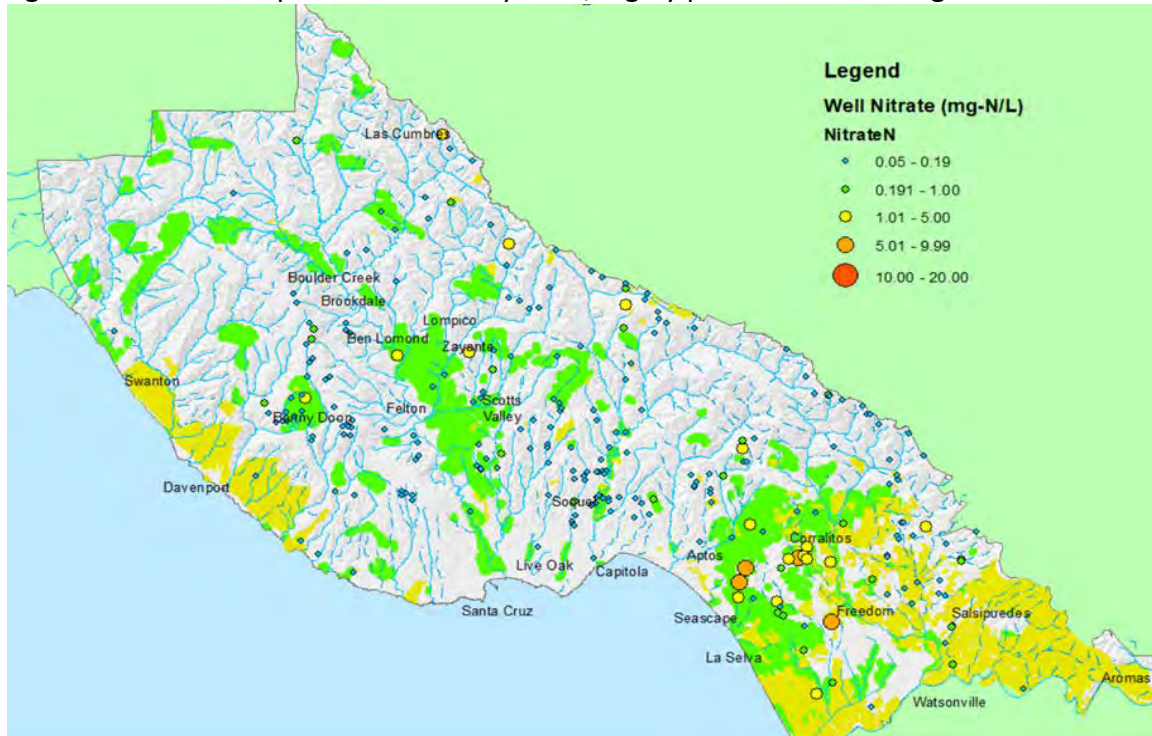 Legend
Well Nitrate (mg-N/L)
NitrateN
0.05 - 0.19
0.191 - 1.00
1.01 - 5.00
5.01 - 9.99
10.00 - 20.00
Las Cumbres
Boulder Creek
Brookdale
Lompico
Ben Lomond
Zayante
Swanton
Scotts
Valley
Felton
Bonny Doon
Davenport
Soquel
Corralitos
Aptos
Live Oak
Capitola
Santa Cruz
Seascape
Freedom
Salsipuedes
La Selva
Aromas
Watsonville